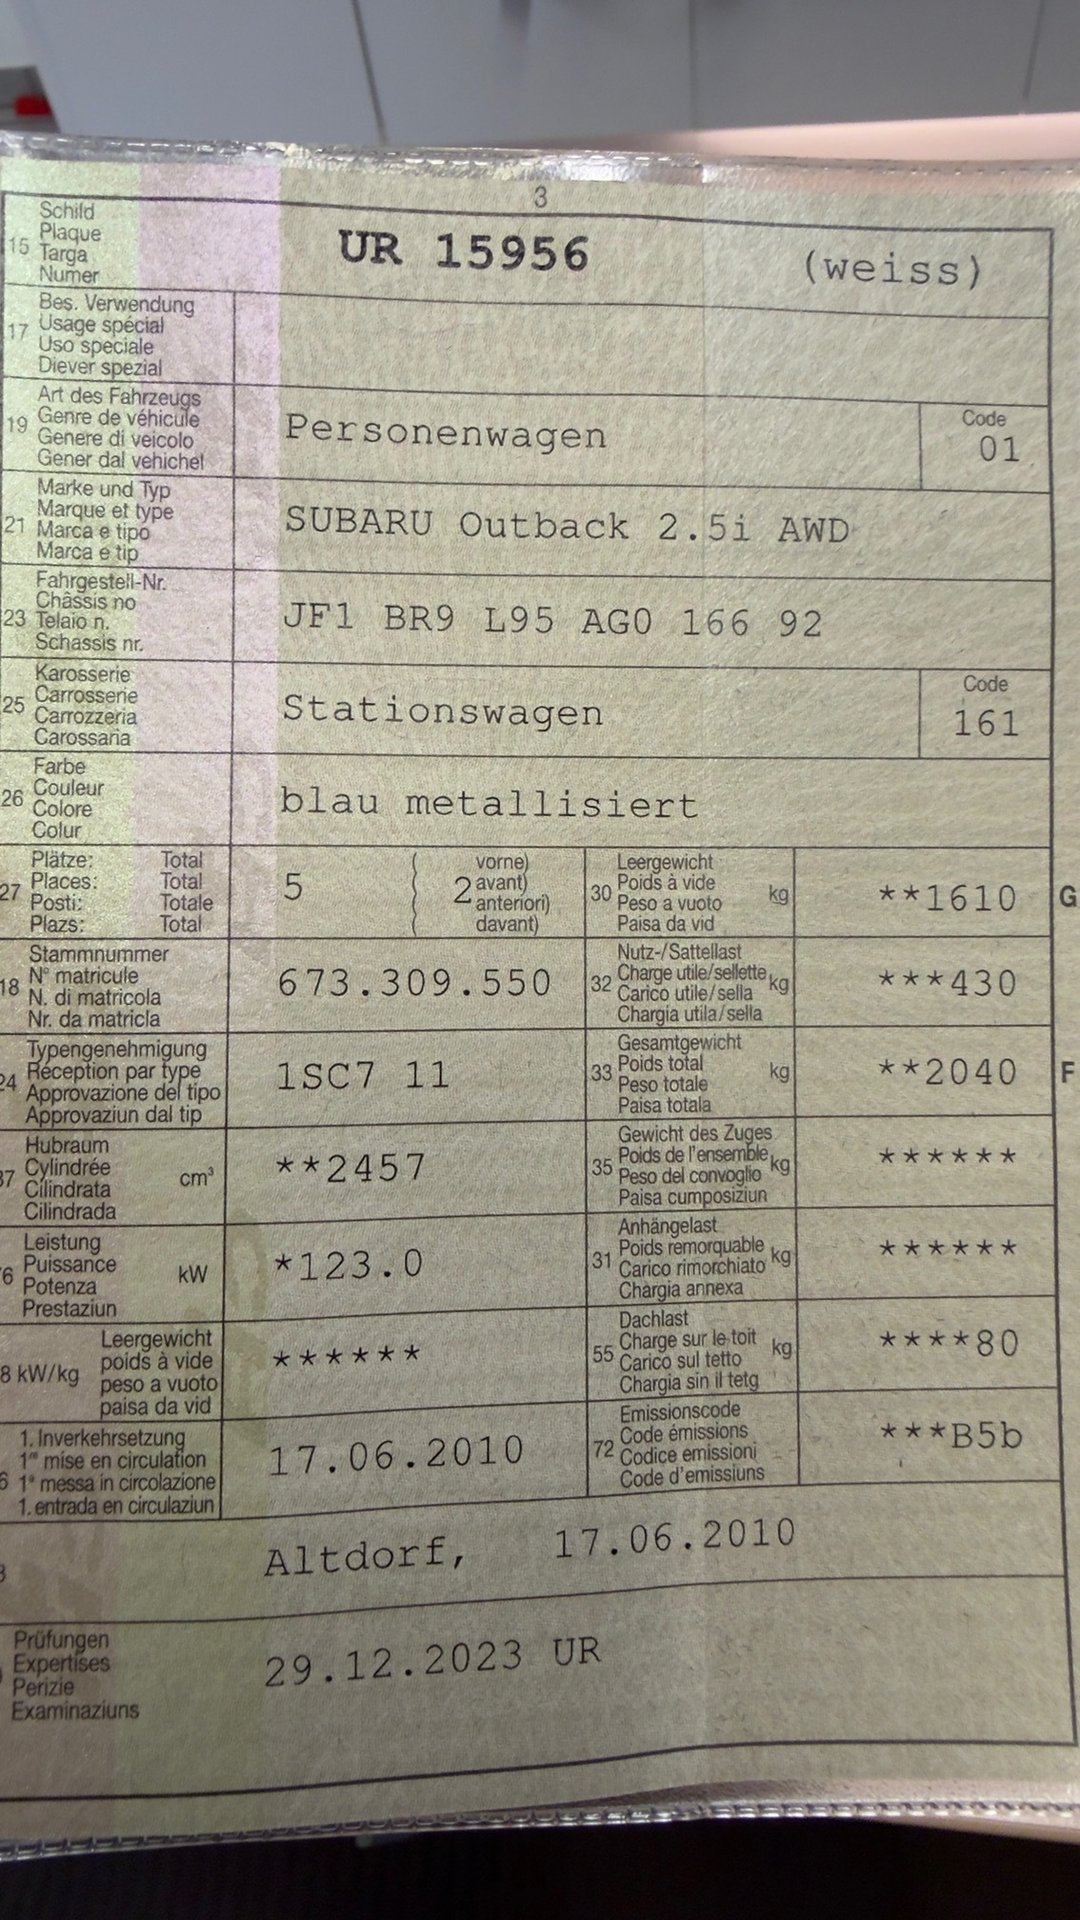 3
15 Schild
Plaque
Targa
Numer
UR 15956 (weiss)
17 Bes. Verwendung
Usage spécial
Uso speciale
Diever spezial
19 Art des Fahrzeugs
Genre de véhicule
Genere di veicolo
Gener dal vehichel
Personenwagen
Code
01
21 Marke und Typ
Marque et type
Marca e tipo
Marca e tip
SUBARU Outback 2.5i AWD
23 Fahrgestell-Nr.
Châssis no
Telaio n.
Schassis nr.
JF1 BR9 L95 AG0 166 92
25 Karosserie
Carrosserie
Carrozzeria
Carossaria
Stationswagen
Code
161
26 Farbe
Couleur
Colore
Colur
blau metallisiert
27 Plätze: Total
Places: Total
Posti: Totale
Plazs: Total
5 ( 2 vorne)
( avant)
( anteriori)
( davant)
30 Leergewicht
Poids à vide kg
Peso a vuoto
Paisa da vid
**1610 G
18 Stammnummer
N° matricule
N. di matricola
Nr. da matricla
673.309.550
32 Nutz-/Sattellast
Charge utile/sellette kg
Carico utile/sella
Chargia utila/sella
***430
24 Typengenehmigung
Réception par type
Approvazione del tipo
Approvaziun dal tip
1SC7 11
33 Gesamtgewicht
Poids total kg
Peso totale
Paisa totala
**2040 F
37 Hubraum
Cylindrée cm³
Cilindrata
Cilindrada
**2457
35 Gewicht des Zuges
Poids de l'ensemble kg
Peso del convoglio
Paisa cumposiziun
******
6 Leistung
Puissance kW
Potenza
Prestaziun
*123.0
31 Anhängelast
Poids remorquable kg
Carico rimorchiato
Chargia annexa
******
8 kW/kg Leergewicht
poids à vide
peso a vuoto
paisa da vid
******
55 Dachlast
Charge sur le toit kg
Carico sul tetto
Chargia sin il tetg
****80
6 1. Inverkehrsetzung
1re mise en circulation
1a messa in circolazione
1. entrada en circulaziun
17.06.2010
72 Emissionscode
Code émissions
Codice emissioni
Code d'emissiuns
***B5b
Altdorf, 17.06.2010
Prüfungen
Expertises
Perizie
Examinaziuns
29.12.2023 UR